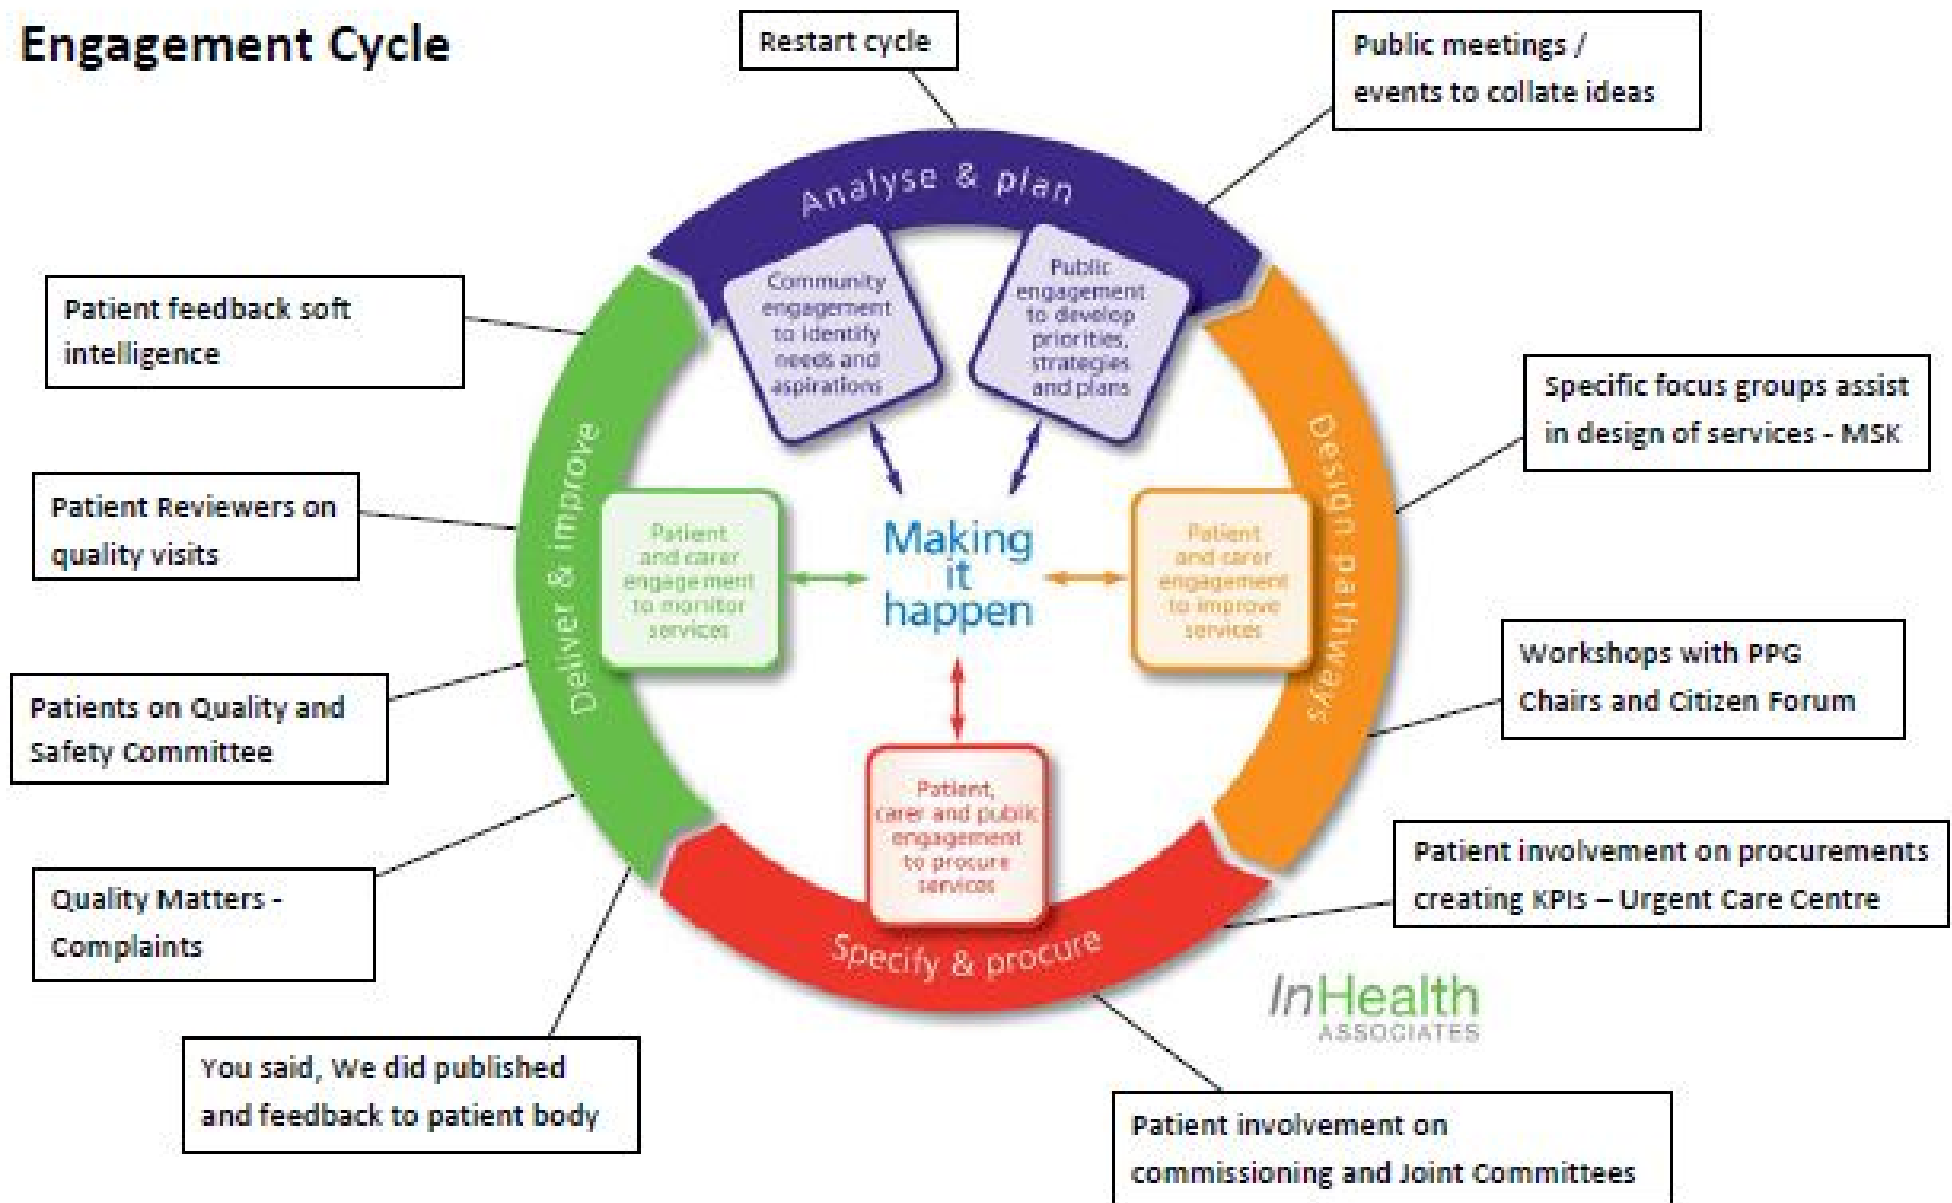 Engagement Cycle
Restart cycle
Public meetings /
events to collate ideas
Analyse & plan
Community
engagement
to identify
needs and
aspirations
Public
engagement
to develop
priorities,
strategies
and plans
Patient feedback soft
intelligence
Specific focus groups assist
in design of services - MSK
Design pathways
Patient Reviewers on
quality visits
Deliver & improve
Patient
and carer
engagement
to monitor
services
Making
it
happen
Patient
and carer
engagement
to improve
services
Workshops with PPG
Chairs and Citizen Forum
Patients on Quality and
Safety Committee
Patient,
carer and public
engagement
to procure
services
Patient involvement on procurements
creating KPIs – Urgent Care Centre
Quality Matters -
Complaints
Specify & procure
InHealth
ASSOCIATES
You said, We did published
and feedback to patient body
Patient involvement on
commissioning and Joint Committees